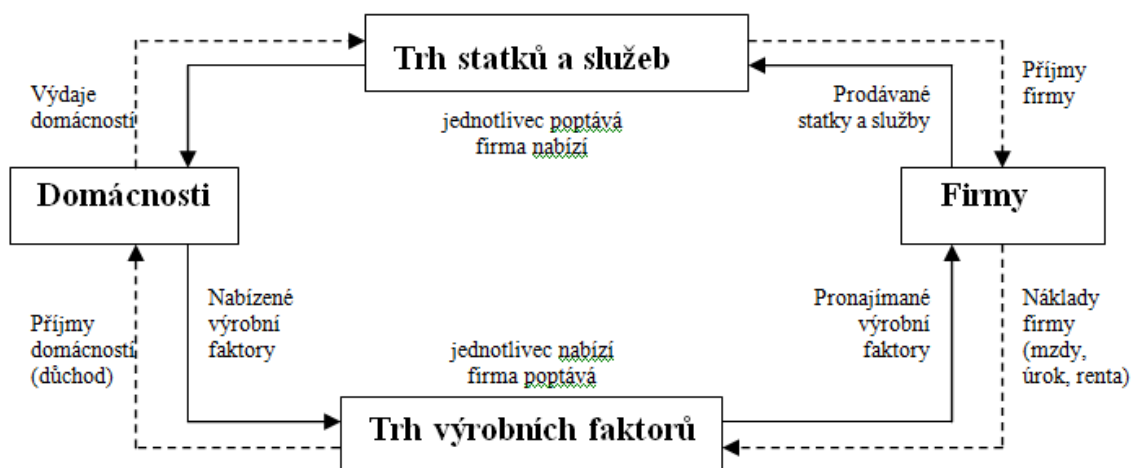 Trh statků a služeb
Výdaje
domácností
jednotlivec poptává
firma nabízí
Prodávané
statky a služby
Příjmy
firmy
Domácnosti
Firmy
Příjmy
domácností
(důchod)
Nabízené
výrobní
faktory
jednotlivec nabízí
firma poptává
Pronajímané
výrobní
faktory
Náklady
firmy
(mzdy,
úrok, renta)
Trh výrobních faktorů